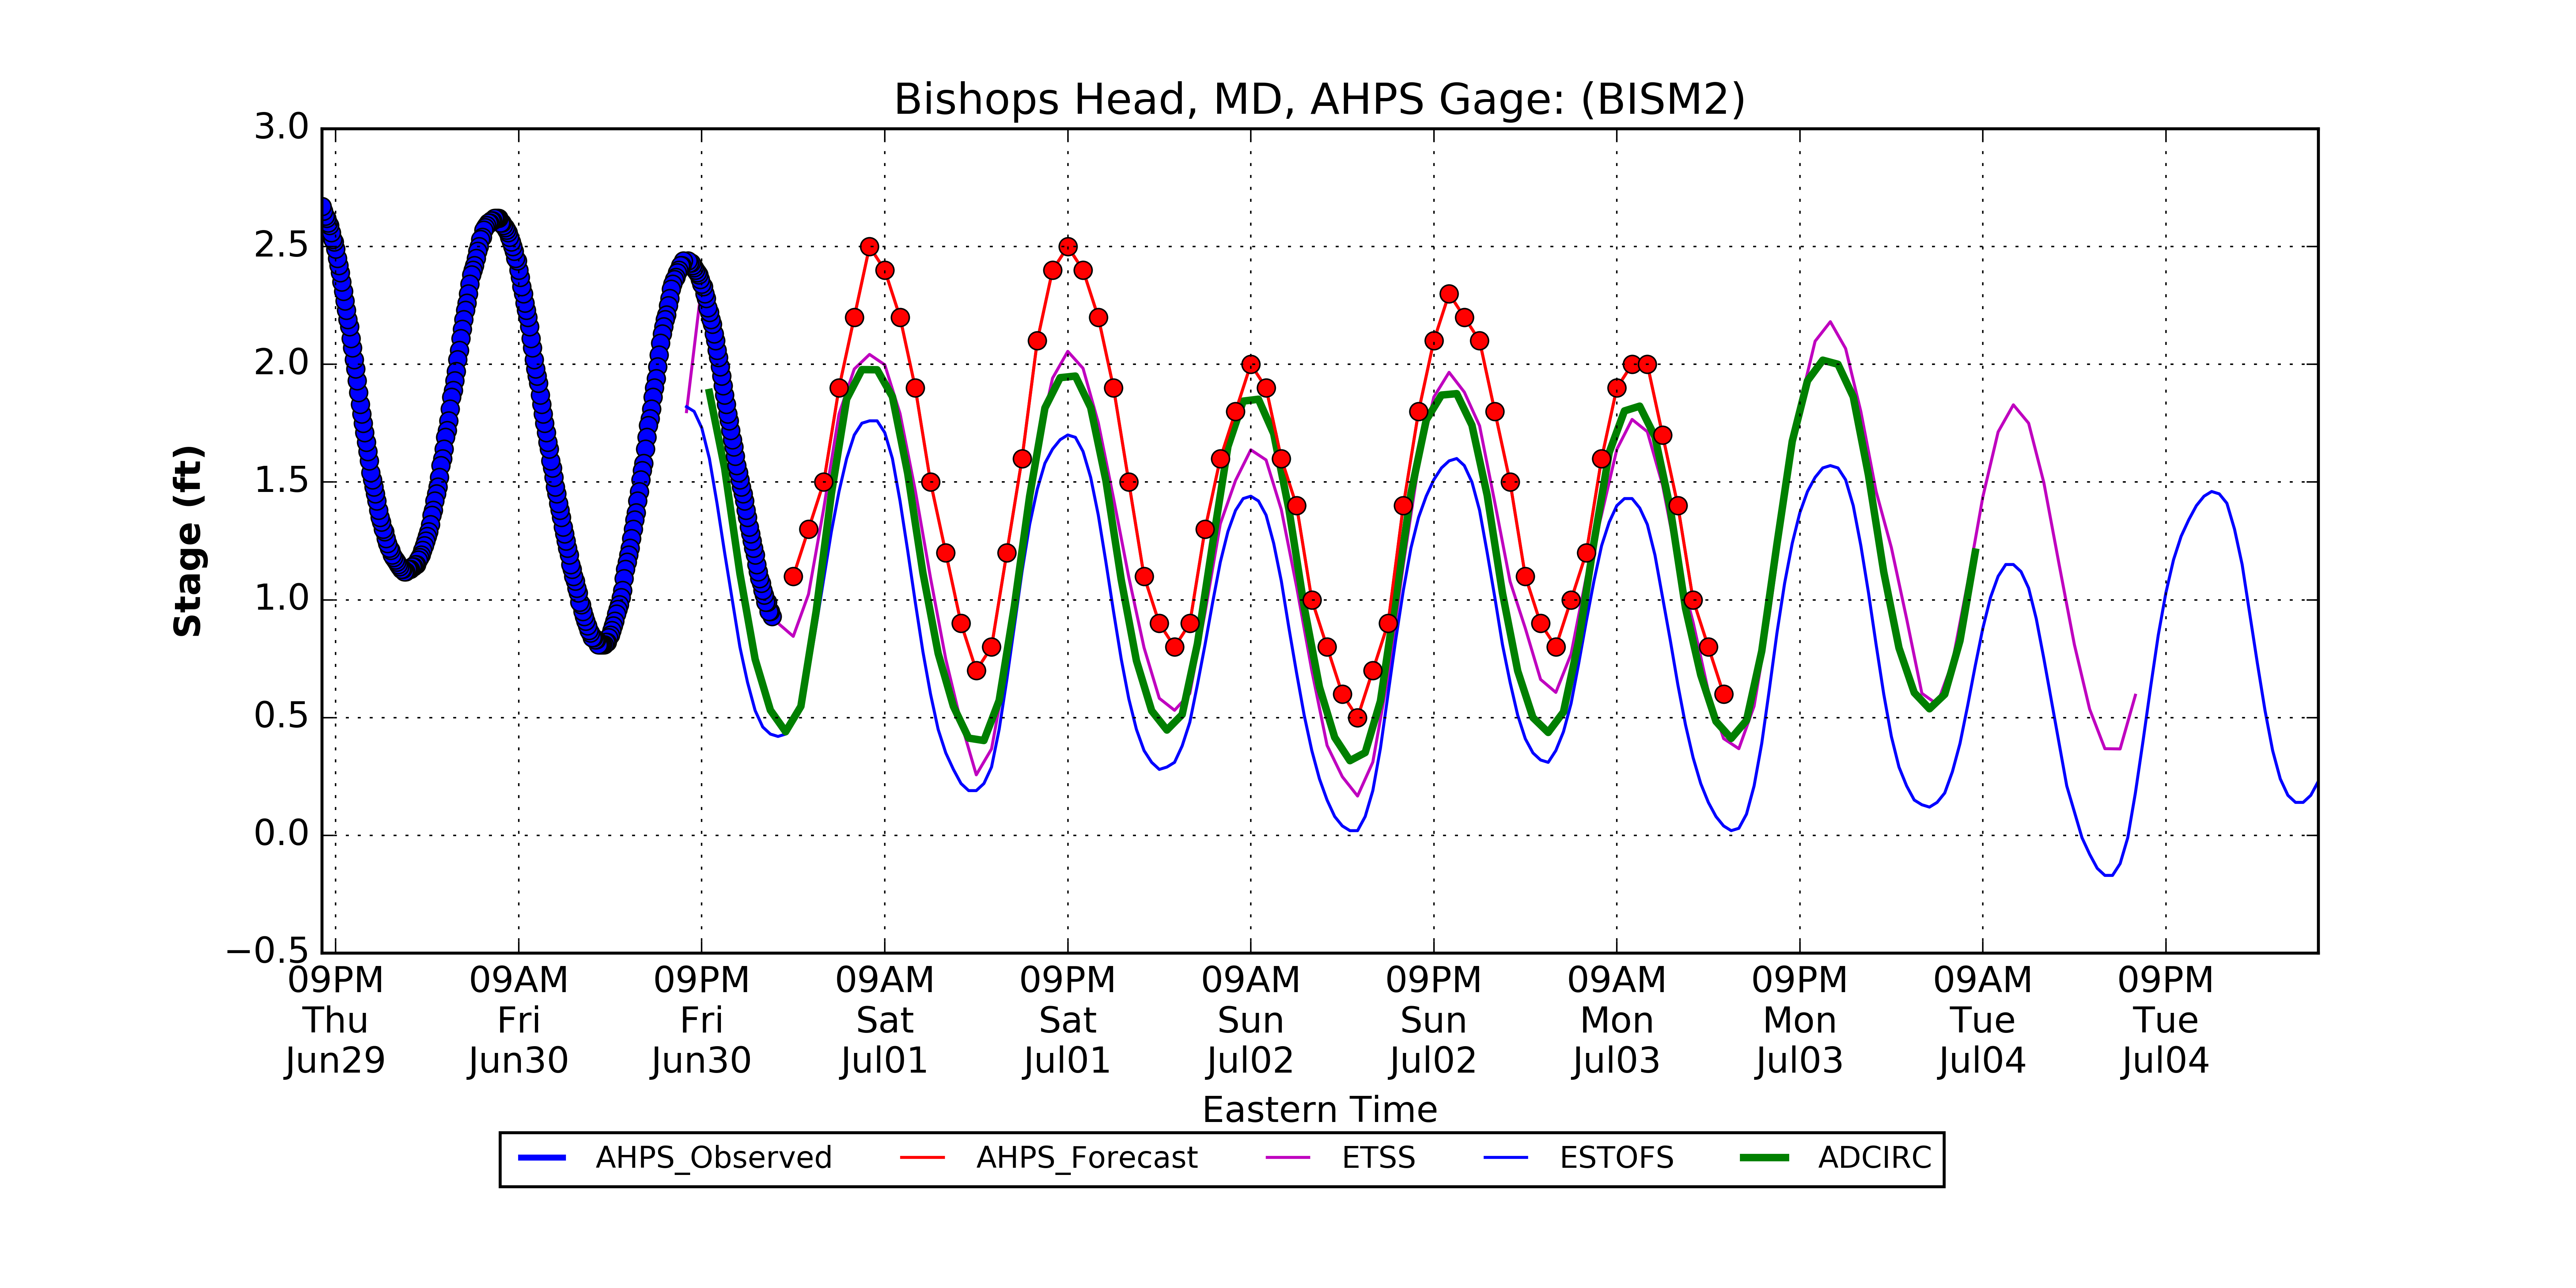 Bishops Head, MD, AHPS Gage: (BISM2)
3.0
2.5
2.0
1.5
1.0
0.5
0.0
−0.5
Stage (ft)
09PM 09AM 09PM 09AM 09PM 09AM 09PM 09AM 09PM 09AM 09PM
Thu Fri Fri Sat Sat Sun Sun Mon Mon Tue Tue
Jun29 Jun30 Jun30 Jul01 Jul01 Jul02 Jul02 Jul03 Jul03 Jul04 Jul04
Eastern Time
AHPS_Observed AHPS_Forecast ETSS ESTOFS ADCIRC